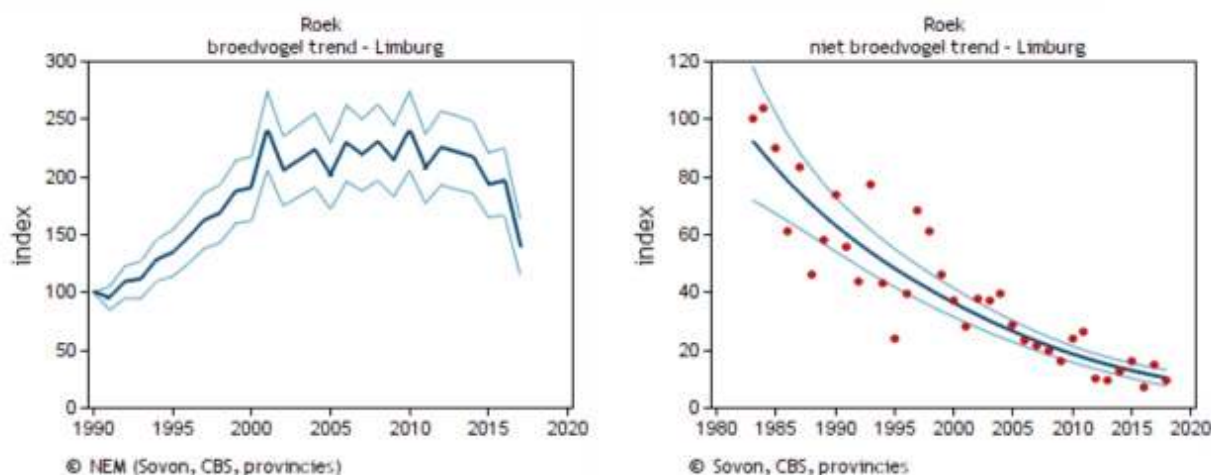 Roek
broedvogel trend - Limburg
300
250
200
150
100
50
0
index
1990 1995 2000 2005 2010 2015 2020
© NEM (Sovon, CBS, provincies)
Roek
niet broedvogel trend - Limburg
120
100
80
60
40
20
0
index
1980 1985 1990 1995 2000 2005 2010 2015 2020
© Sovon, CBS, provincies